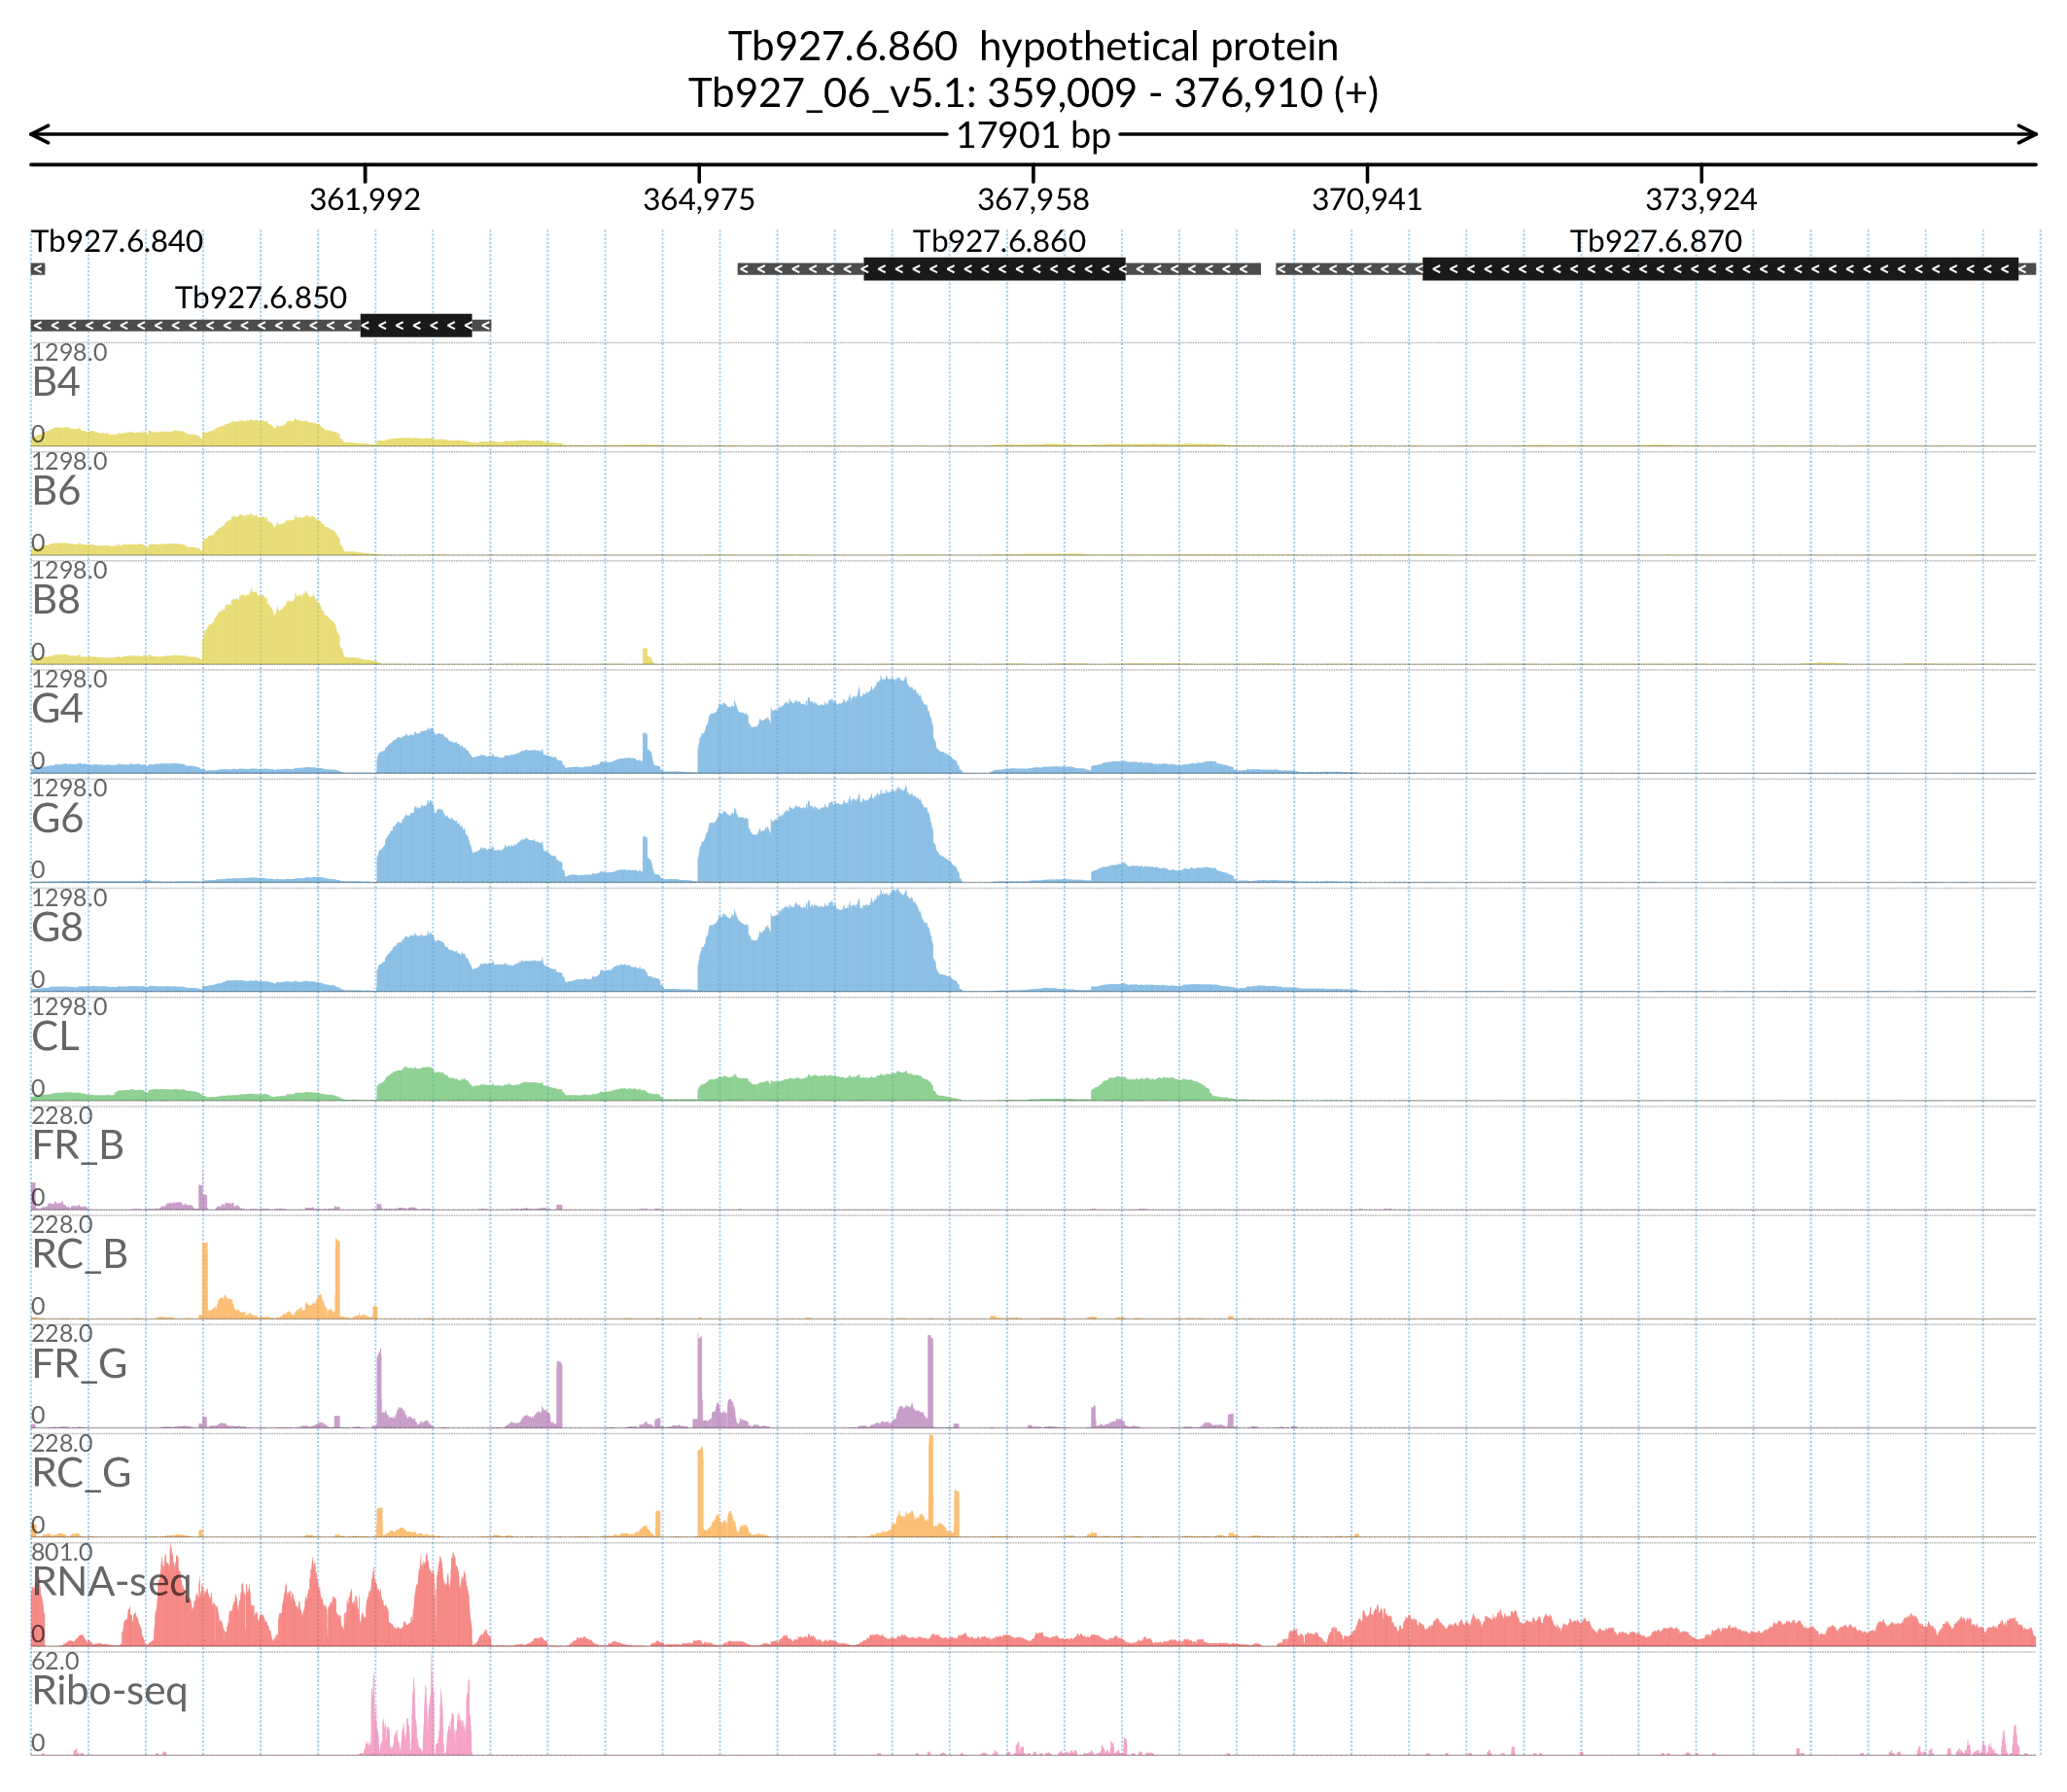 Tb927.6.860  hypothetical protein
Tb927_06_v5.1: 359,009 - 376,910 (+)
17901 bp
361,992 364,975 367,958 370,941 373,924
Tb927.6.840 Tb927.6.860 Tb927.6.870
Tb927.6.850
1298.0
B4
0
1298.0
B6
0
1298.0
B8
0
1298.0
G4
0
1298.0
G6
0
1298.0
G8
0
1298.0
CL
0
228.0
FR_B
0
228.0
RC_B
0
228.0
FR_G
0
228.0
RC_G
0
801.0
RNA-seq
0
62.0
Ribo-seq
0